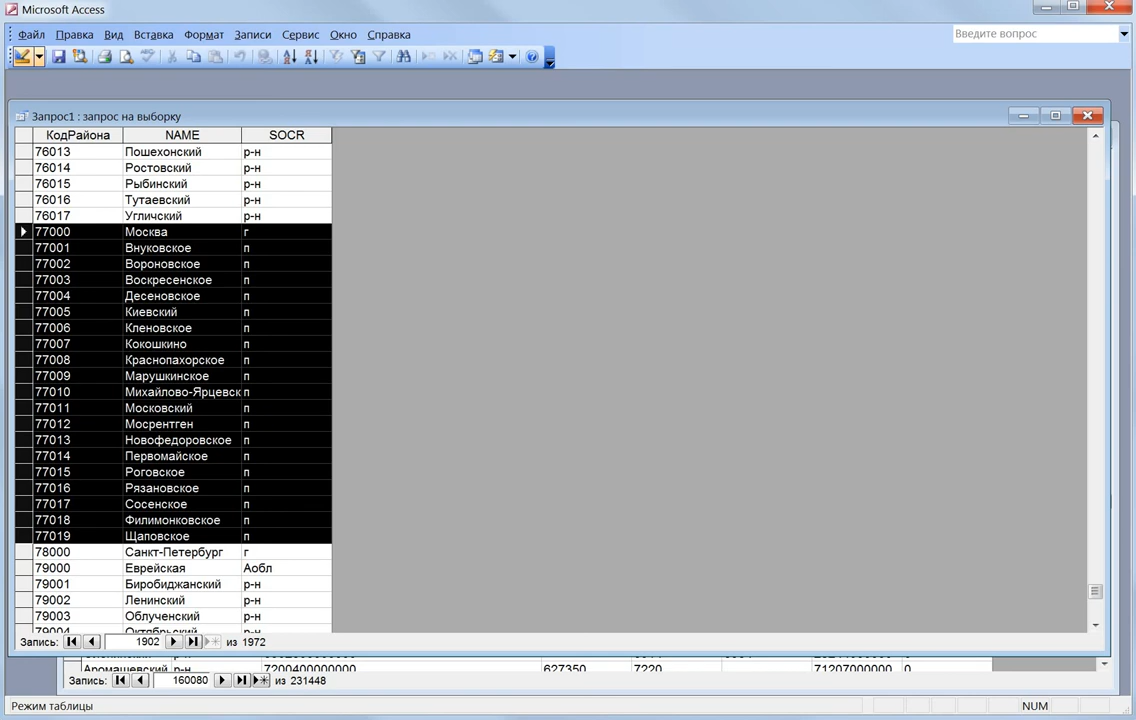 Microsoft Access
Файл Правка Вид Вставка Формат Записи Сервис Окно Справка
Введите вопрос
Запрос1 : запрос на выборку
КодРайона NAME SOCR
76013 Пошехонский р-н
76014 Ростовский р-н
76015 Рыбинский р-н
76016 Тутаевский р-н
76017 Угличский р-н
77000 Москва г
77001 Внуковское п
77002 Вороновское п
77003 Воскресенское п
77004 Десеновское п
77005 Киевский п
77006 Кленовское п
77007 Кокошкино п
77008 Краснопахорское п
77009 Марушкинское п
77010 Михайлово-Ярцевск п
77011 Московский п
77012 Мосрентген п
77013 Новофедоровское п
77014 Первомайское п
77015 Роговское п
77016 Рязановское п
77017 Сосенское п
77018 Филимонковское п
77019 Щаповское п
78000 Санкт-Петербург г
79000 Еврейская Аобл
79001 Биробиджанский р-н
79002 Ленинский р-н
79003 Облученский р-н
79004 Октябрьский р-н
Запись: 1902 из 1972
Аромашевский р-н 7200400000000 627350 7220 71207000000 0
Запись: 160080 из 231448
Режим таблицы NUM